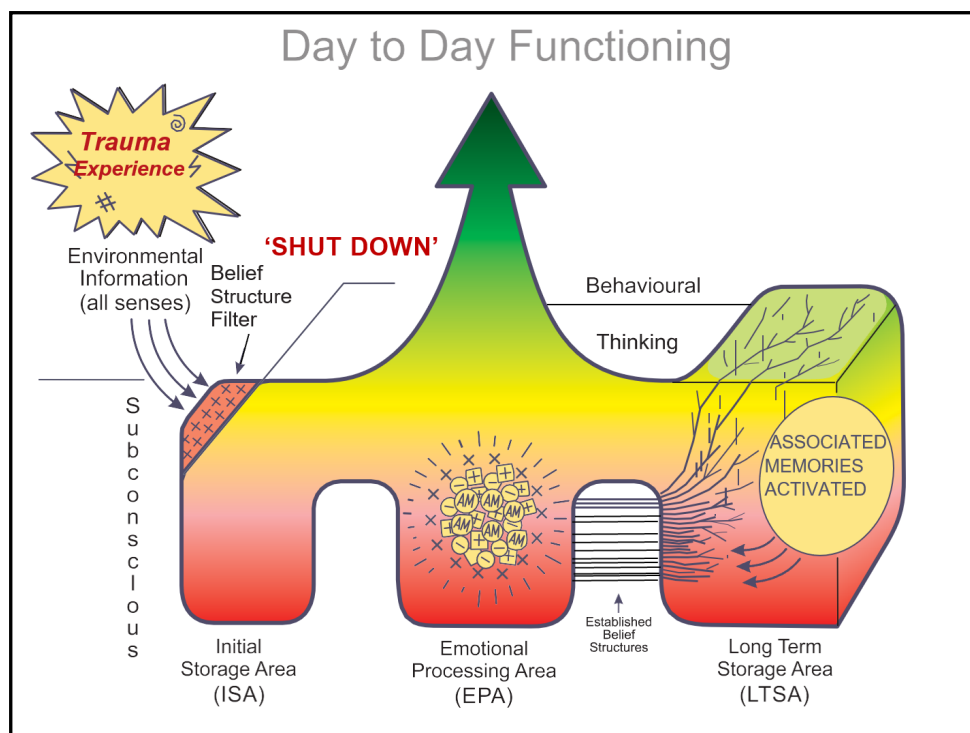 Day to Day Functioning
Trauma
Experience
Environmental
Information
(all senses)
Belief
Structure
Filter
‘SHUT DOWN’
Behavioural
Thinking
Subconscious
ASSOCIATED
MEMORIES
ACTIVATED
AM
AM
AM
AM
AM
AM
Established
Belief
Structures
Initial
Storage Area
(ISA)
Emotional
Processing Area
(EPA)
Long Term
Storage Area
(LTSA)